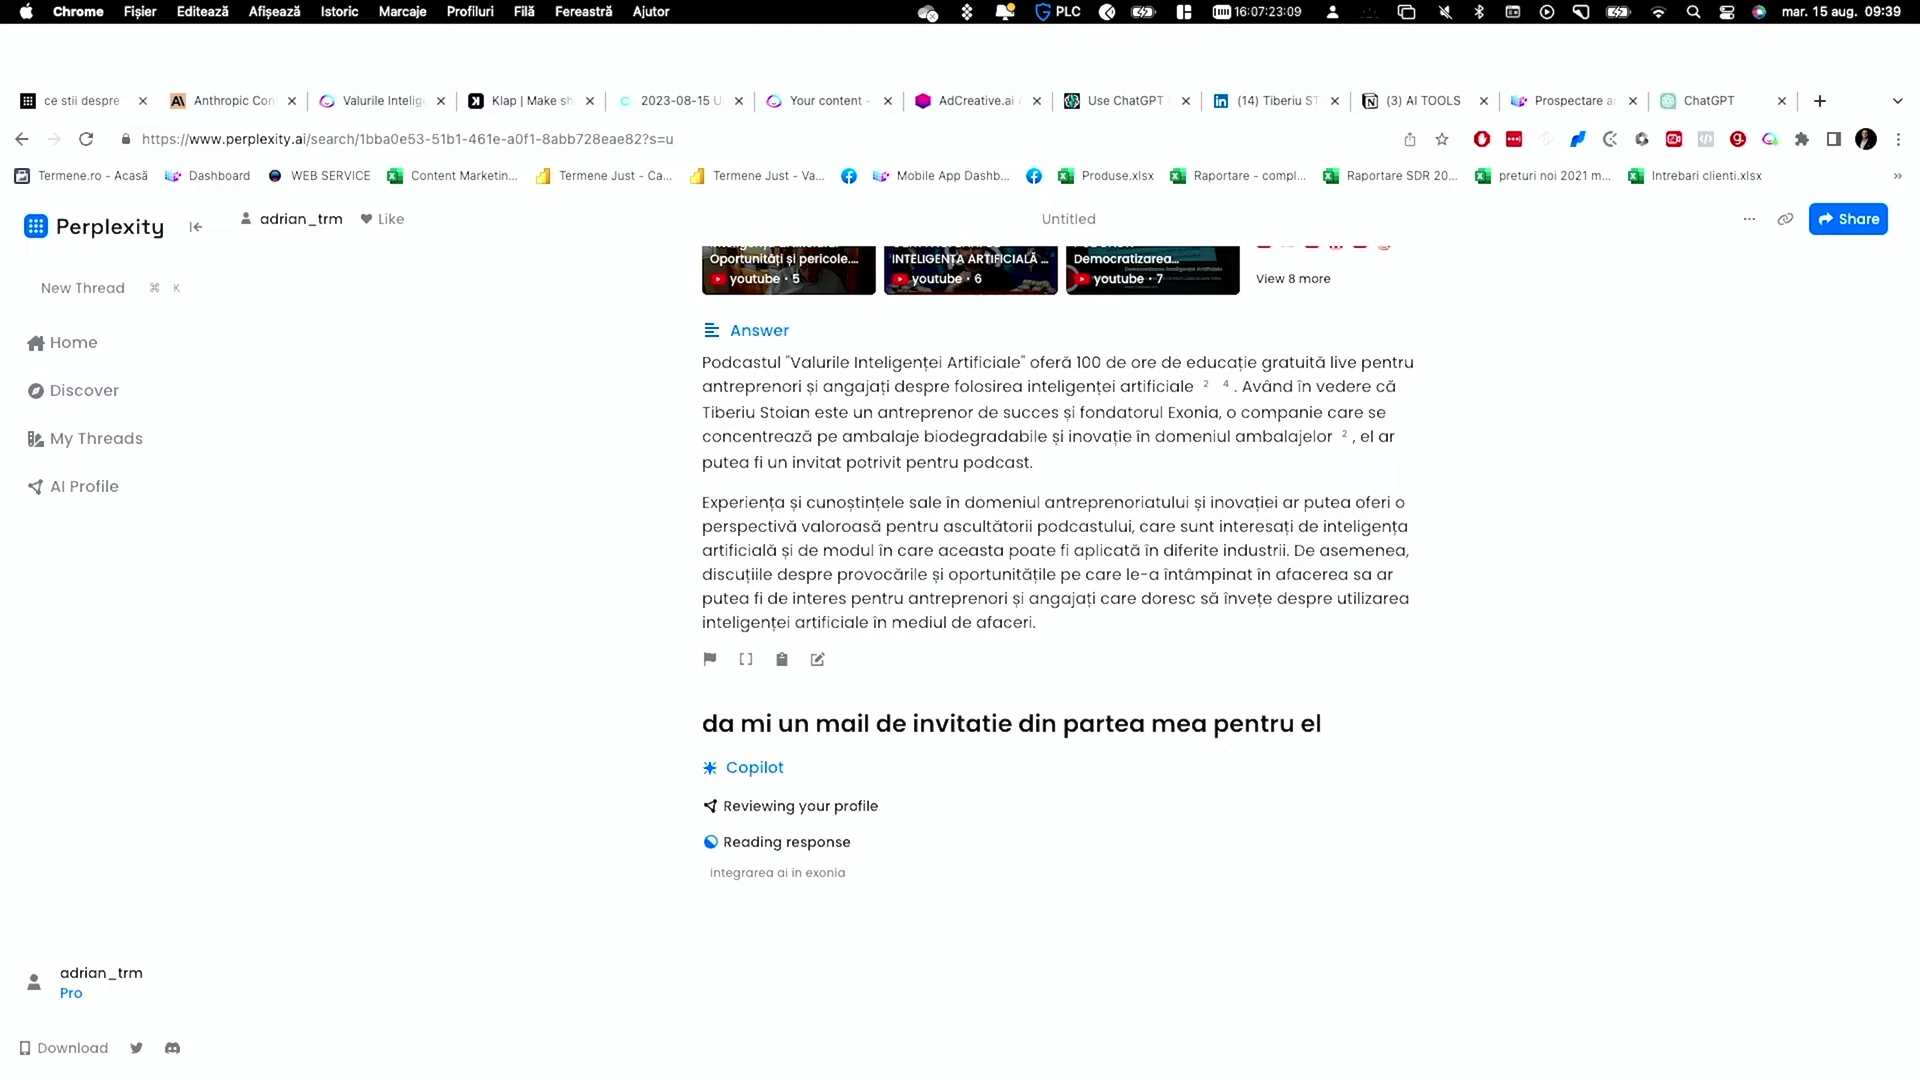 Chrome Fișier Editează Afișează Istoric Marcaje Profiluri Filă Fereastră Ajutor PLC 16:07:23:09 mar. 15 aug. 09:39
ce stii despre Anthropic Con Valurile Intelige Klap | Make sh 2023-08-15 U Your content - AdCreative.ai Use ChatGPT (14) Tiberiu ST (3) AI TOOLS Prospectare a ChatGPT
https://www.perplexity.ai/search/1bba0e53-51b1-461e-a0f1-8abb728eae82?s=u
Termene.ro - Acasă Dashboard WEB SERVICE Content Marketin... Termene Just - Ca... Termene Just - Va... Mobile App Dashb... Produse.xlsx Raportare - compl... Raportare SDR 20... preturi noi 2021 m... Intrebari clienti.xlsx »
Perplexity
adrian_trm Like Untitled ... Share
New Thread ⌘ K
Home
Discover
My Threads
AI Profile
Oportunități și pericole.... INTELIGENȚA ARTIFICIALĂ ... Democratizarea...
youtube · 5 youtube · 6 youtube · 7 View 8 more
Answer
Podcastul "Valurile Inteligenței Artificiale" oferă 100 de ore de educație gratuită live pentru
antreprenori și angajați despre folosirea inteligenței artificiale 2 4 . Având în vedere că
Tiberiu Stoian este un antreprenor de succes și fondatorul Exonia, o companie care se
concentrează pe ambalaje biodegradabile și inovație în domeniul ambalajelor 2 , el ar
putea fi un invitat potrivit pentru podcast.
Experiența și cunoștințele sale în domeniul antreprenoriatului și inovației ar putea oferi o
perspectivă valoroasă pentru ascultătorii podcastului, care sunt interesați de inteligența
artificială și de modul în care aceasta poate fi aplicată în diferite industrii. De asemenea,
discuțiile despre provocările și oportunitățile pe care le-a întâmpinat în afacerea sa ar
putea fi de interes pentru antreprenori și angajați care doresc să învețe despre utilizarea
inteligenței artificiale în mediul de afaceri.
da mi un mail de invitatie din partea mea pentru el
Copilot
Reviewing your profile
Reading response
integrarea ai in exonia
adrian_trm
Pro
Download